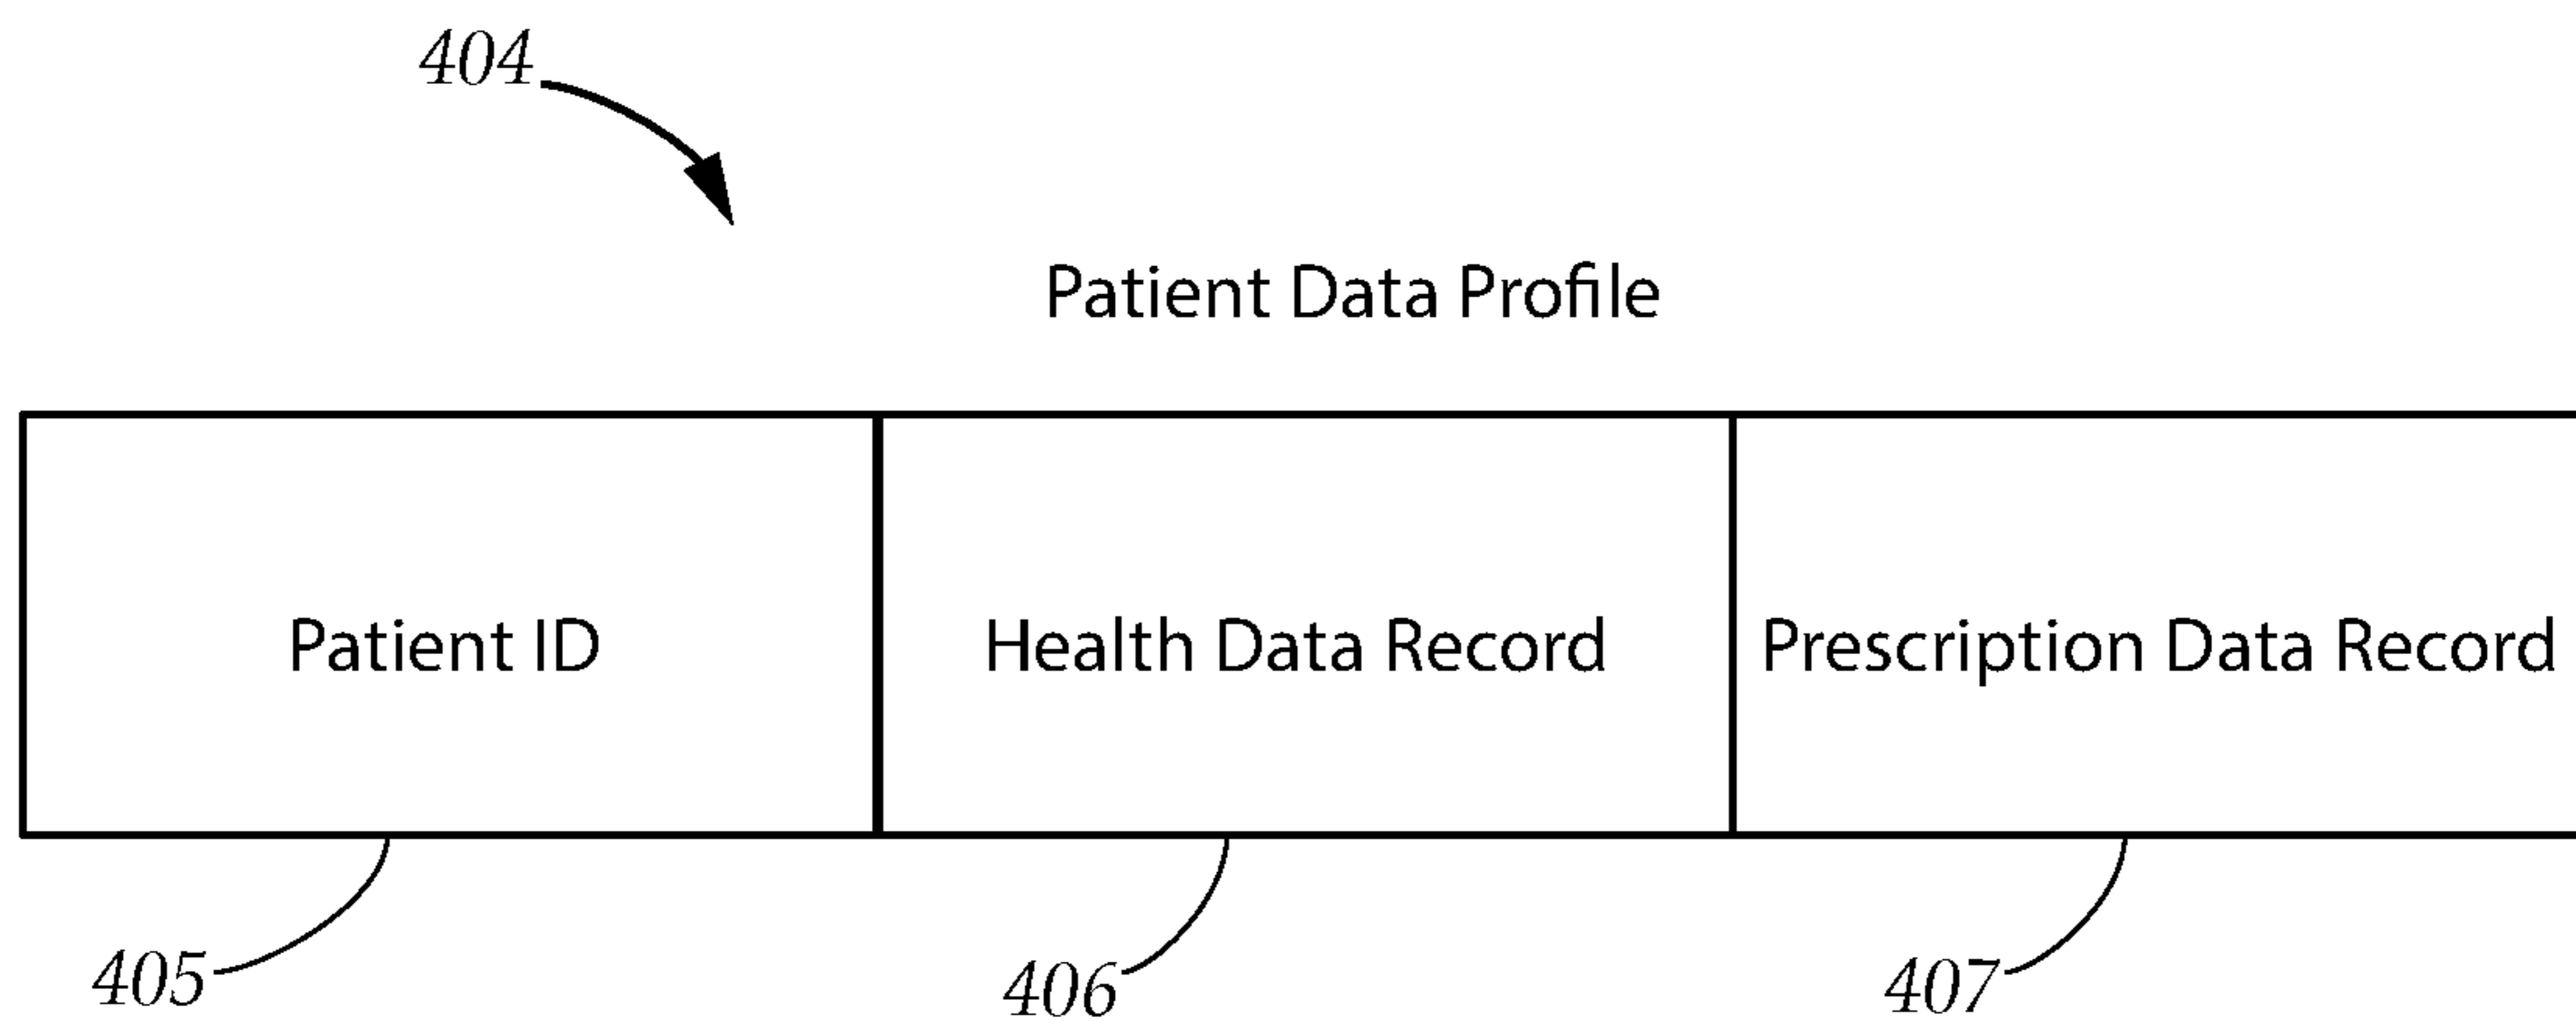 404
Patient Data Profile
Patient ID
Health Data Record
Prescription Data Record
405
406
407